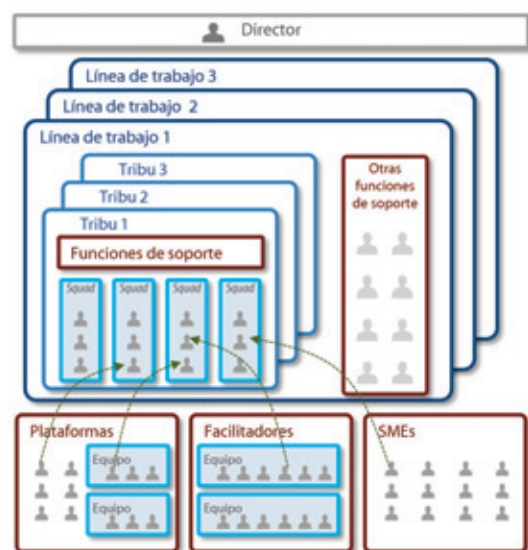 Director
Línea de trabajo 3
Línea de trabajo 2
Línea de trabajo 1
Tribu 3
Tribu 2
Tribu 1
Funciones de soporte
Squad Squad Squad Squad
Otras
funciones
de soporte
Plataformas
Equipo
Equipo
Facilitadores
Equipo
Equipo
SMEs